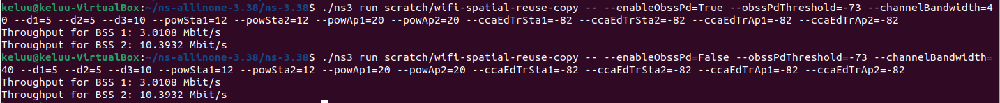 keluu@keluu-VirtualBox:~/ns-allinone-3.38/ns-3.38$ ./ns3 run scratch/wifi-spatial-reuse-copy -- --enableObssPd=True --obssPdThreshold=-73 --channelBandwidth=4
0 --d1=5 --d2=5 --d3=10 --powSta1=12 --powSta2=12 --powAp1=20 --powAp2=20 --ccaEdTrSta1=-82 --ccaEdTrSta2=-82 --ccaEdTrAp1=-82 --ccaEdTrAp2=-82
Throughput for BSS 1: 3.0108 Mbit/s
Throughput for BSS 2: 10.3932 Mbit/s
keluu@keluu-VirtualBox:~/ns-allinone-3.38/ns-3.38$ ./ns3 run scratch/wifi-spatial-reuse-copy -- --enableObssPd=False --obssPdThreshold=-73 --channelBandwidth=
40 --d1=5 --d2=5 --d3=10 --powSta1=12 --powSta2=12 --powAp1=20 --powAp2=20 --ccaEdTrSta1=-82 --ccaEdTrSta2=-82 --ccaEdTrAp1=-82 --ccaEdTrAp2=-82
Throughput for BSS 1: 3.0108 Mbit/s
Throughput for BSS 2: 10.3932 Mbit/s